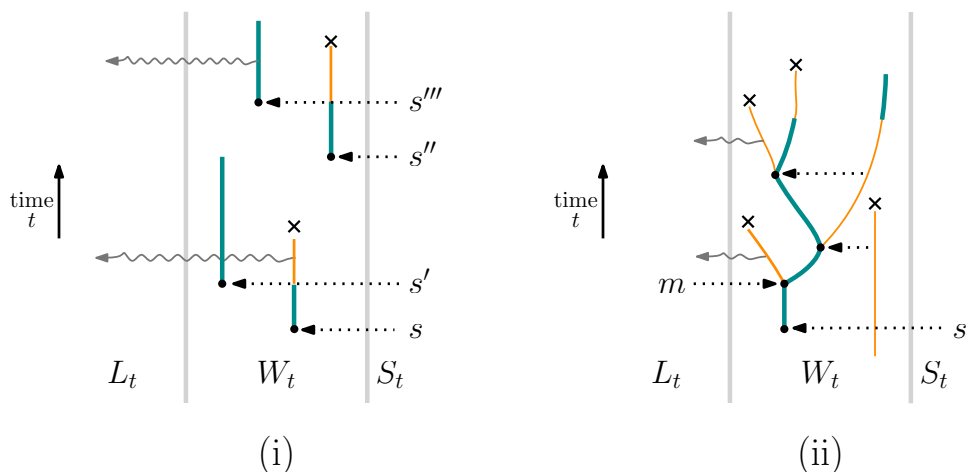 s′′′
s′′
time
t
s′
s
L_t W_t S_t
(i)
time
t
m
s
L_t W_t S_t
(ii)